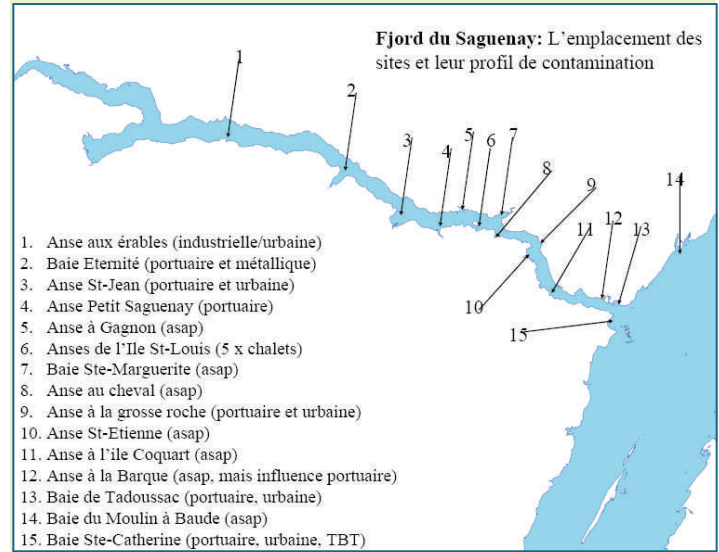 Fjord du Saguenay: L'emplacement des
sites et leur profil de contamination
1
2
3
4
5
6
7
8
9
10
11
12
13
14
15
1. Anse aux érables (industrielle/urbaine)
2. Baie Eternité (portuaire et métallique)
3. Anse St-Jean (portuaire et urbaine)
4. Anse Petit Saguenay (portuaire)
5. Anse à Gagnon (asap)
6. Anses de l'Ile St-Louis (5 x chalets)
7. Baie Ste-Marguerite (asap)
8. Anse au cheval (asap)
9. Anse à la grosse roche (portuaire et urbaine)
10. Anse St-Etienne (asap)
11. Anse à l'ile Coquart (asap)
12. Anse à la Barque (asap, mais influence portuaire)
13. Baie de Tadoussac (portuaire, urbaine)
14. Baie du Moulin à Baude (asap)
15. Baie Ste-Catherine (portuaire, urbaine, TBT)